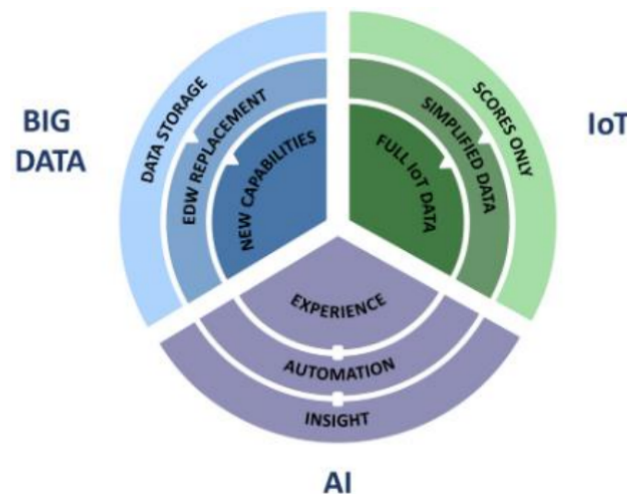 BIG
DATA
DATA STORAGE
EDW REPLACEMENT
NEW CAPABILITIES
IoT
SCORES ONLY
SIMPLIFIED DATA
FULL IoT DATA
EXPERIENCE
AUTOMATION
INSIGHT
AI